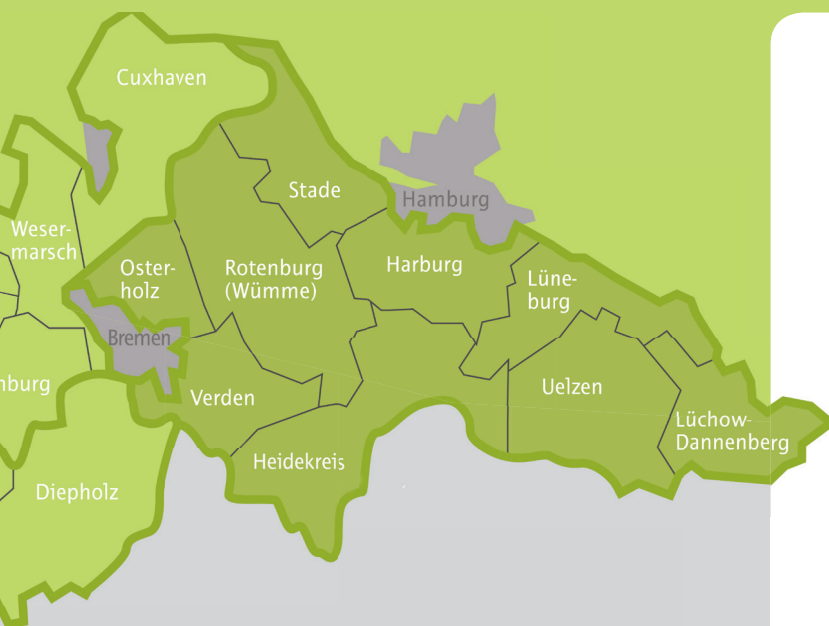 Cuxhaven
Stade
Hamburg
Weser-
marsch
Oster-
holz
Rotenburg
(Wümme)
Harburg
Lüne-
burg
Bremen
nburg
Verden
Uelzen
Lüchow-
Dannenberg
Heidekreis
Diepholz